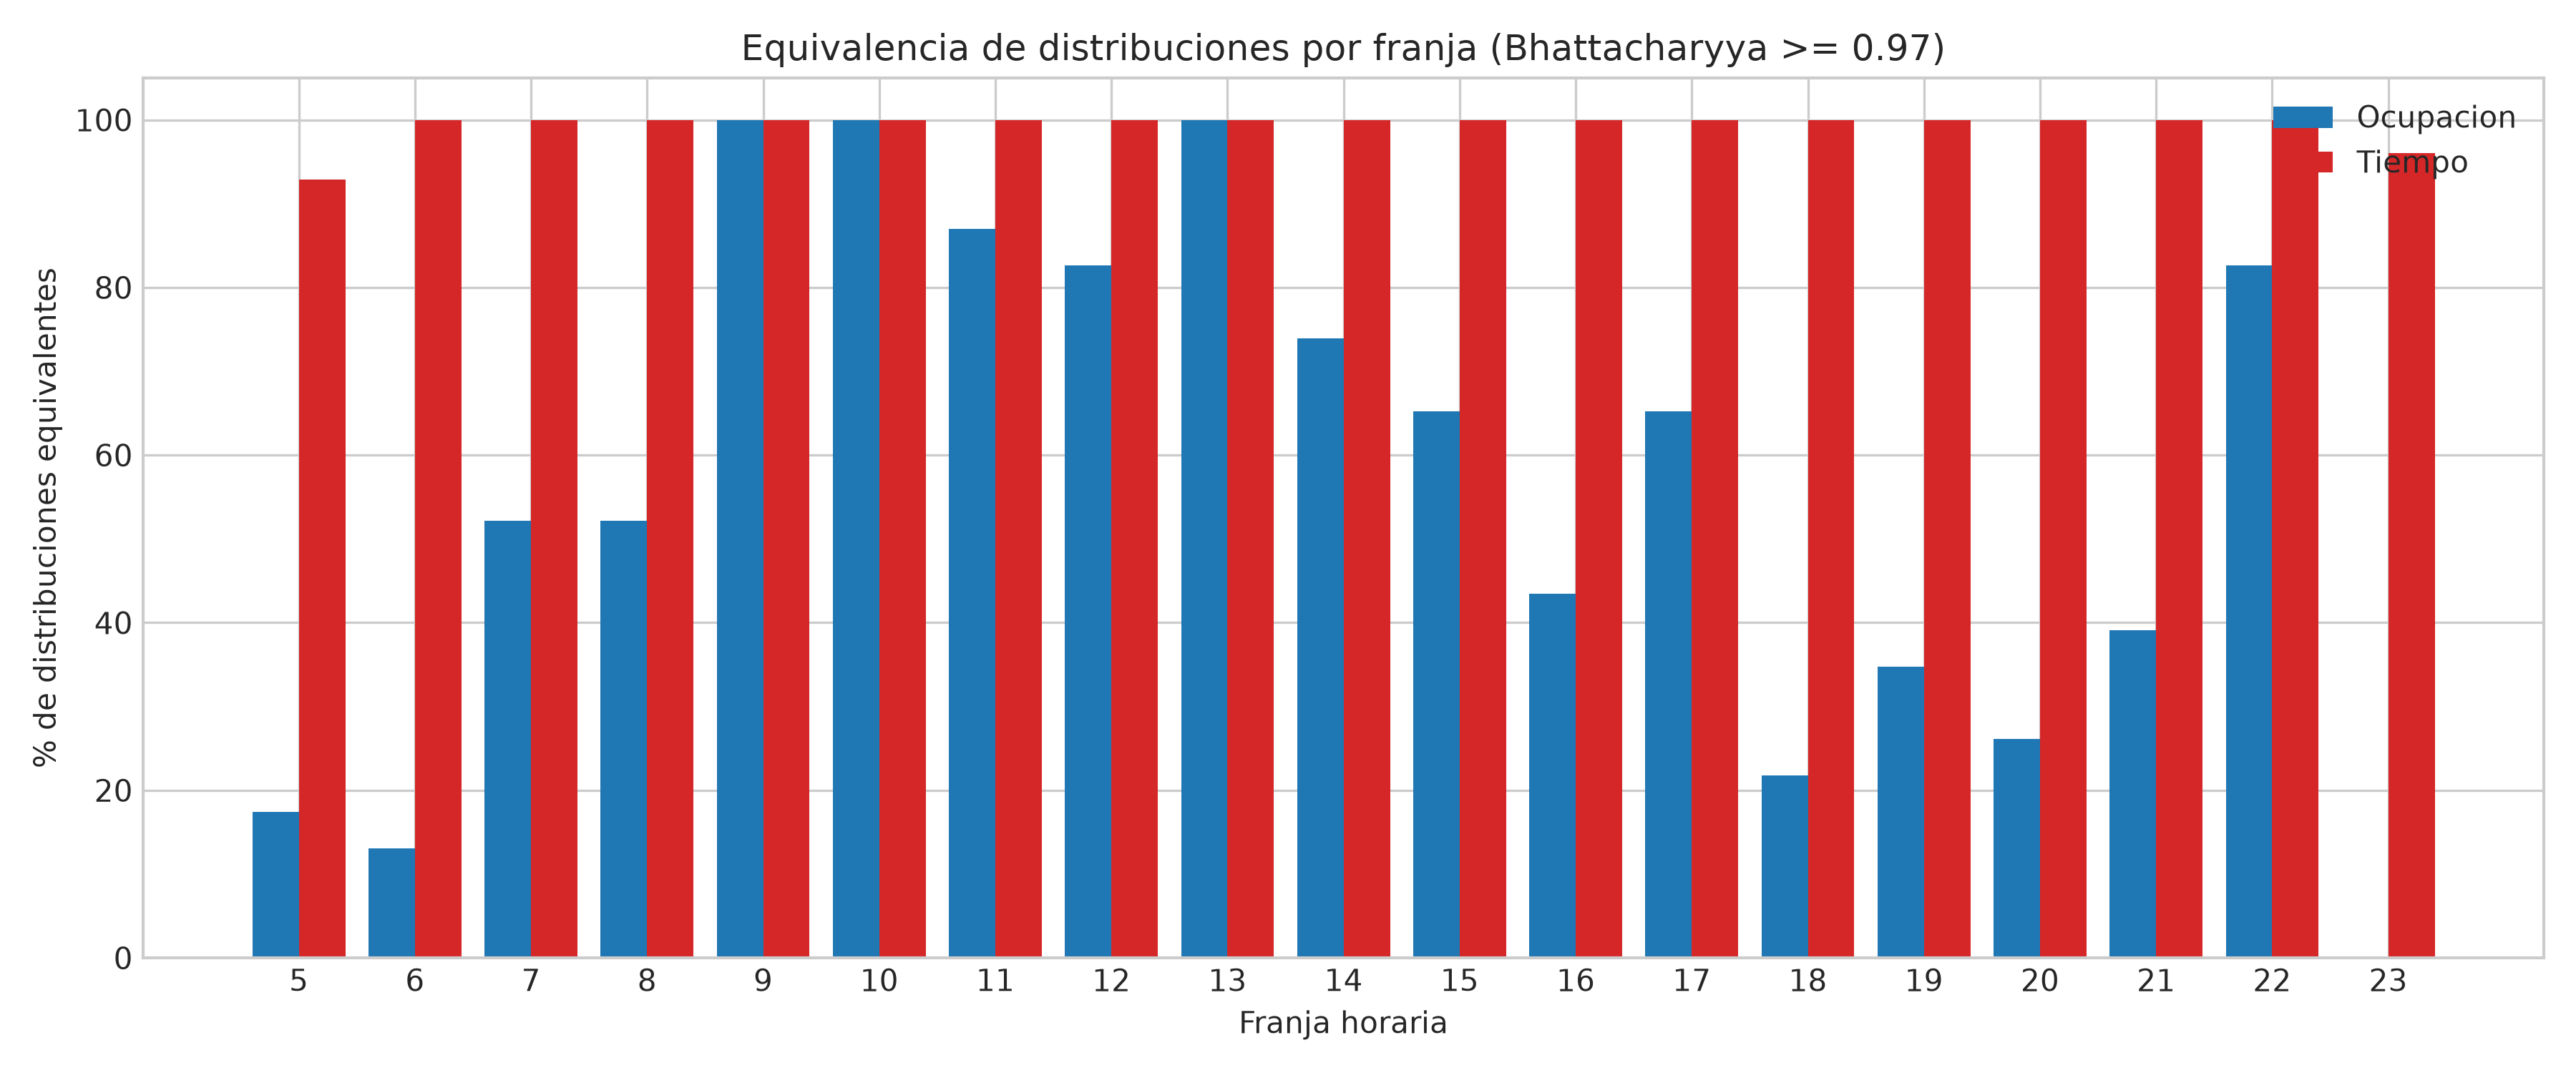 Equivalencia de distribuciones por franja (Bhattacharyya >= 0.97)
% de distribuciones equivalentes
100
80
60
40
20
0
Ocupacion
Tiempo
5 6 7 8 9 10 11 12 13 14 15 16 17 18 19 20 21 22 23
Franja horaria